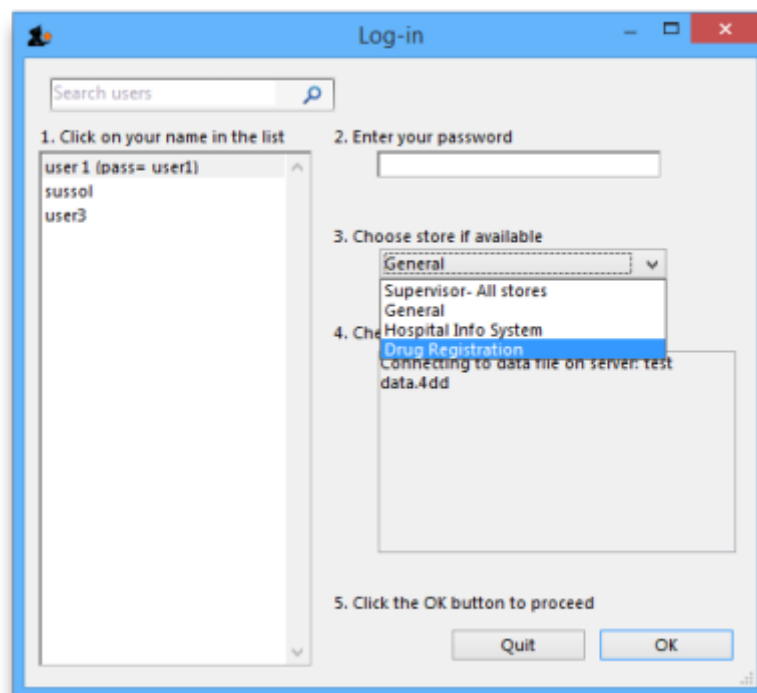 Log-in
Search users
1. Click on your name in the list
user 1 (pass= user1)
sussol
user3
2. Enter your password
3. Choose store if available
General
Supervisor- All stores
General
Hospital Info System
Drug Registration
4. Che
Connecting to data file on server: test
data.4dd
5. Click the OK button to proceed
Quit
OK